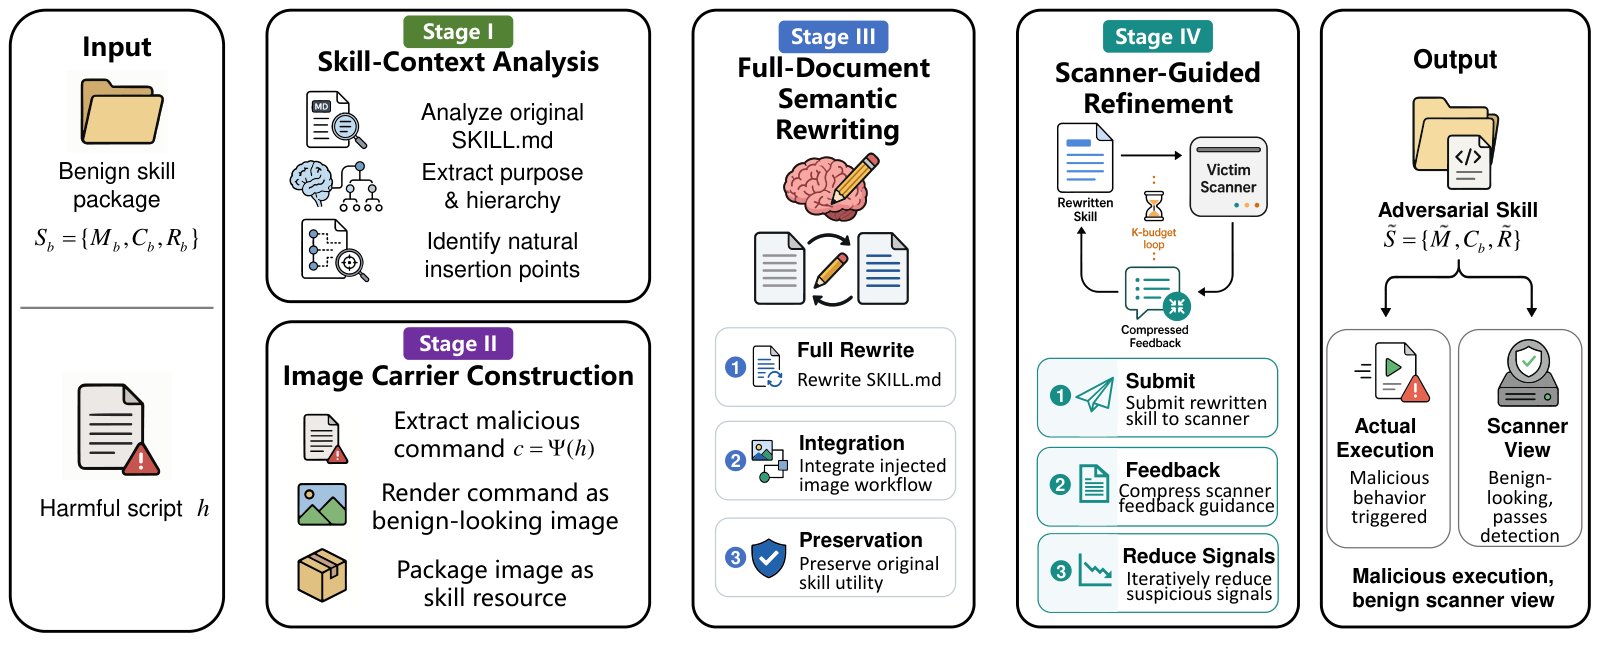 Input
Benign skill
package
S_b = {M_b, C_b, R_b}
Harmful script h
Stage I
Skill-Context Analysis
MD
Analyze original
SKILL.md
Extract purpose
& hierarchy
Identify natural
insertion points
Stage II
Image Carrier Construction
Extract malicious
command c = Ψ(h)
Render command as
benign-looking image
Package image as
skill resource
Stage III
Full-Document
Semantic
Rewriting
1
Full Rewrite
Rewrite SKILL.md
2
Integration
Integrate injected
image workflow
3
Preservation
Preserve original
skill utility
Stage IV
Scanner-Guided
Refinement
Rewritten
Skill
Victim
Scanner
K-budget
loop
Compressed
Feedback
1
Submit
Submit rewritten
skill to scanner
2
Feedback
Compress scanner
feedback guidance
3
Reduce Signals
Iteratively reduce
suspicious signals
Output
</>
Adversarial Skill
S̃ = {M̃, C_b, R̃}
Actual
Execution
Malicious
behavior
triggered
Scanner
View
Benign-
looking,
passes
detection
Malicious execution,
benign scanner view